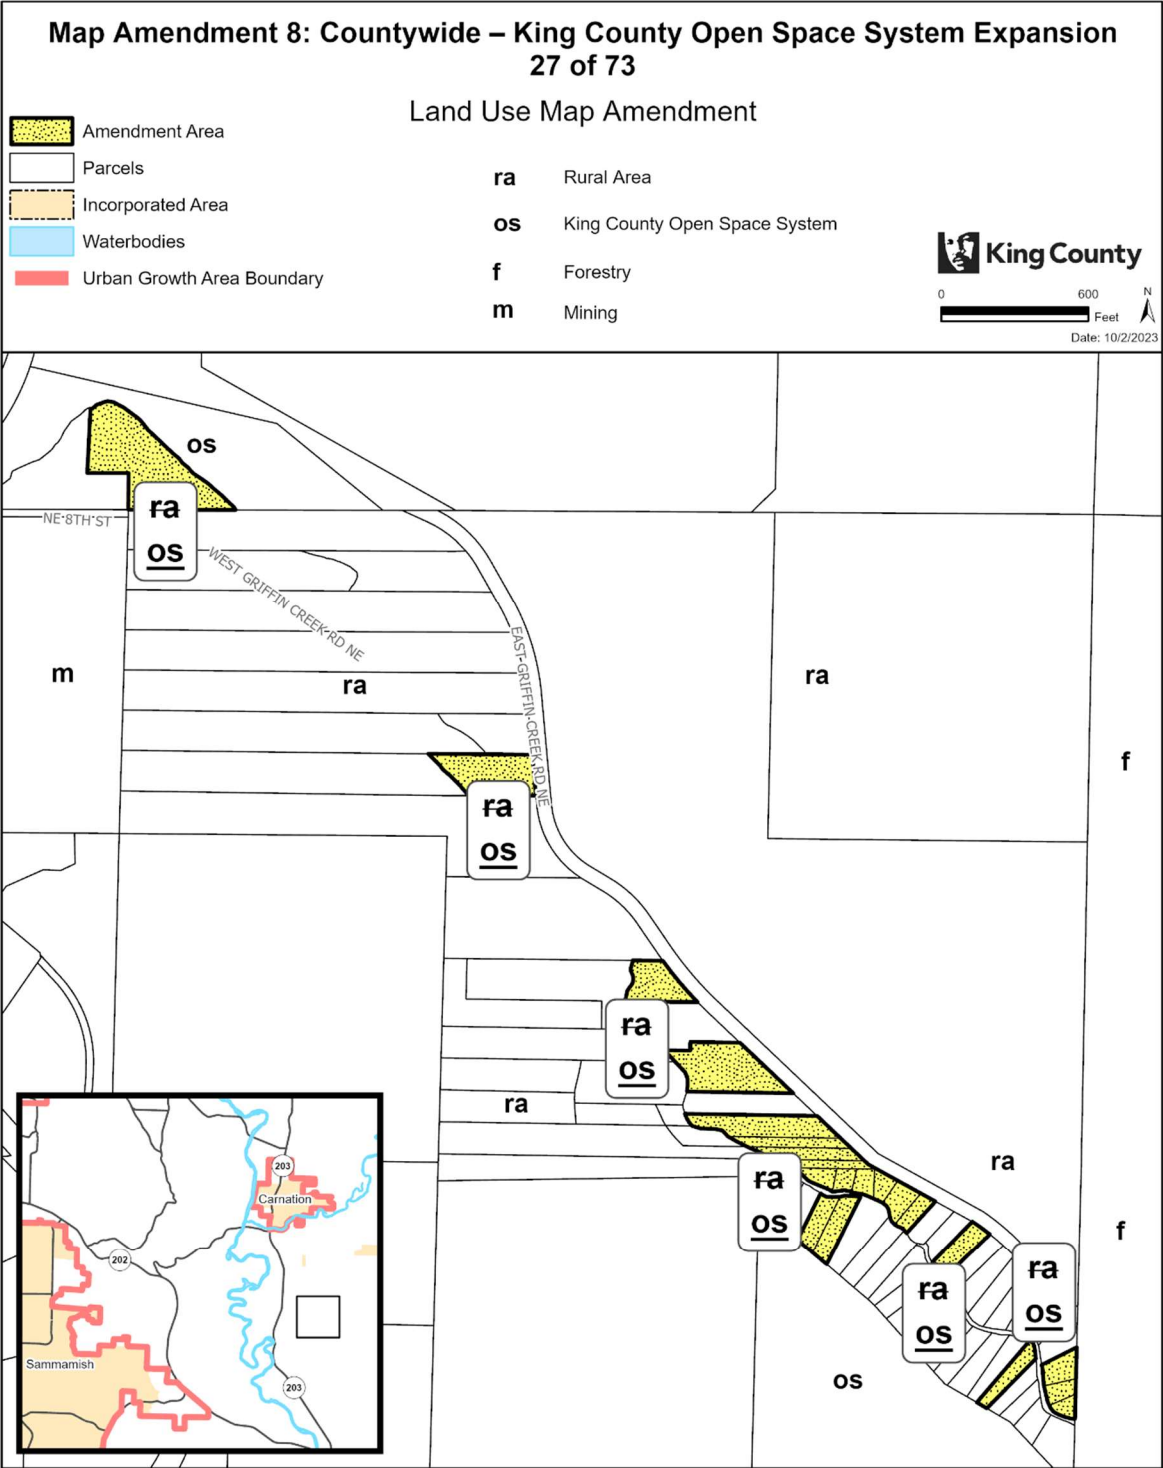 Map Amendment 8: Countywide – King County Open Space System Expansion
27 of 73
Land Use Map Amendment
Amendment Area
Parcels
Incorporated Area
Waterbodies
Urban Growth Area Boundary
ra Rural Area
os King County Open Space System
f Forestry
m Mining
King County
0 600
Feet
N
Date: 10/2/2023
os
ra
os
NE 8TH ST
WEST GRIFFIN CREEK RD NE
EAST GRIFFIN CREEK RD NE
m
ra
ra
f
ra
os
ra
os
ra
ra
ra
os
f
ra
os
ra
os
os
203
Carnation
202
Sammamish
203